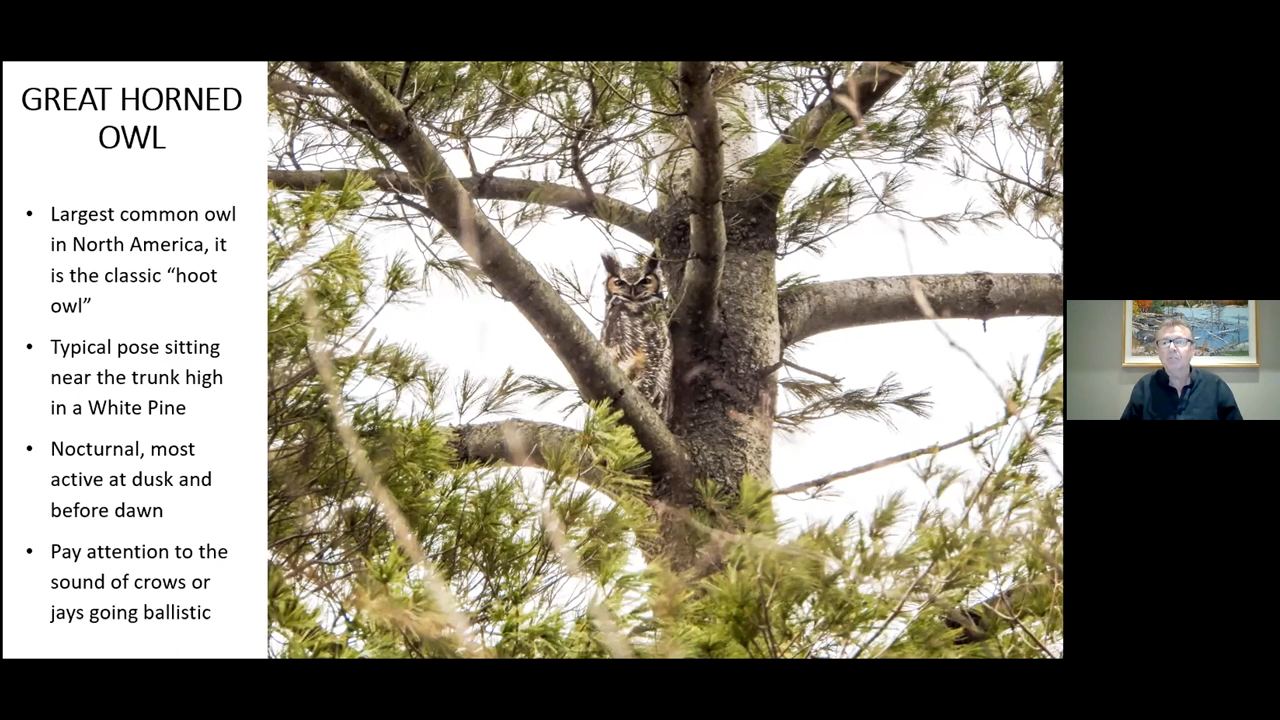 GREAT HORNED
OWL
• Largest common owl
in North America, it
is the classic “hoot
owl”
• Typical pose sitting
near the trunk high
in a White Pine
• Nocturnal, most
active at dusk and
before dawn
• Pay attention to the
sound of crows or
jays going ballistic